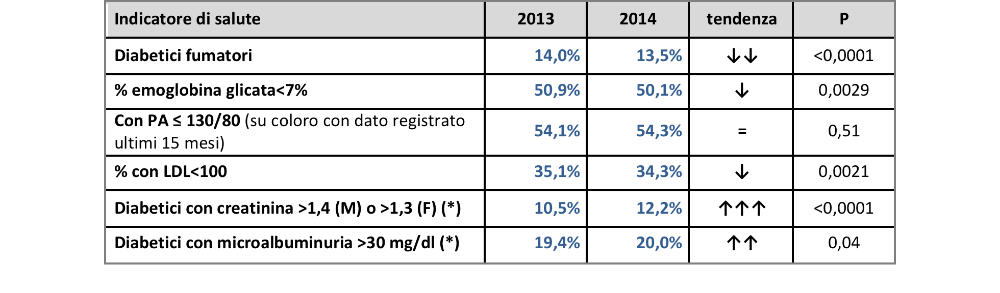 Indicatore di salute 2013 2014 tendenza P
Diabetici fumatori 14,0% 13,5% ↓↓ <0,0001
% emoglobina glicata<7% 50,9% 50,1% ↓ 0,0029
Con PA ≤ 130/80 (su coloro con dato registrato
ultimi 15 mesi) 54,1% 54,3% = 0,51
% con LDL<100 35,1% 34,3% ↓ 0,0021
Diabetici con creatinina >1,4 (M) o >1,3 (F) (*) 10,5% 12,2% ↑↑↑ <0,0001
Diabetici con microalbuminuria >30 mg/dl (*) 19,4% 20,0% ↑↑ 0,04